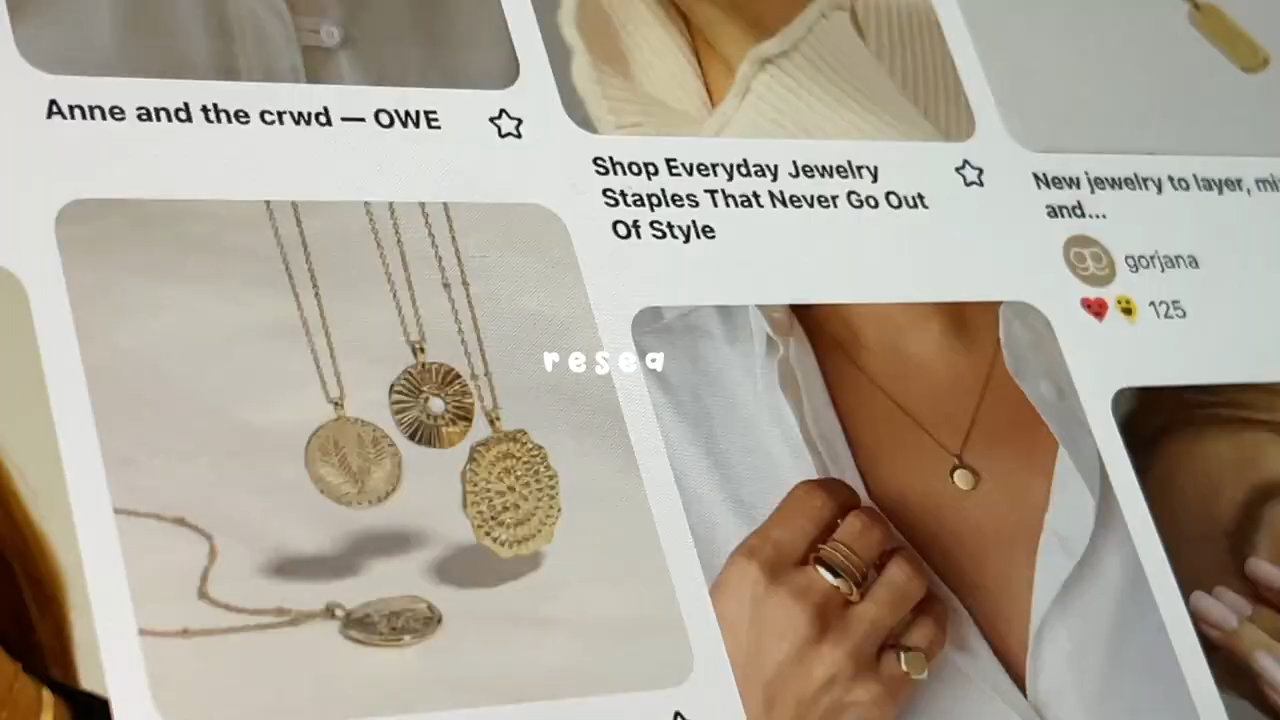 Anne and the crwd — OWE
Shop Everyday Jewelry
Staples That Never Go Out
Of Style
New jewelry to layer, mi
and...
gorjana
125
resea